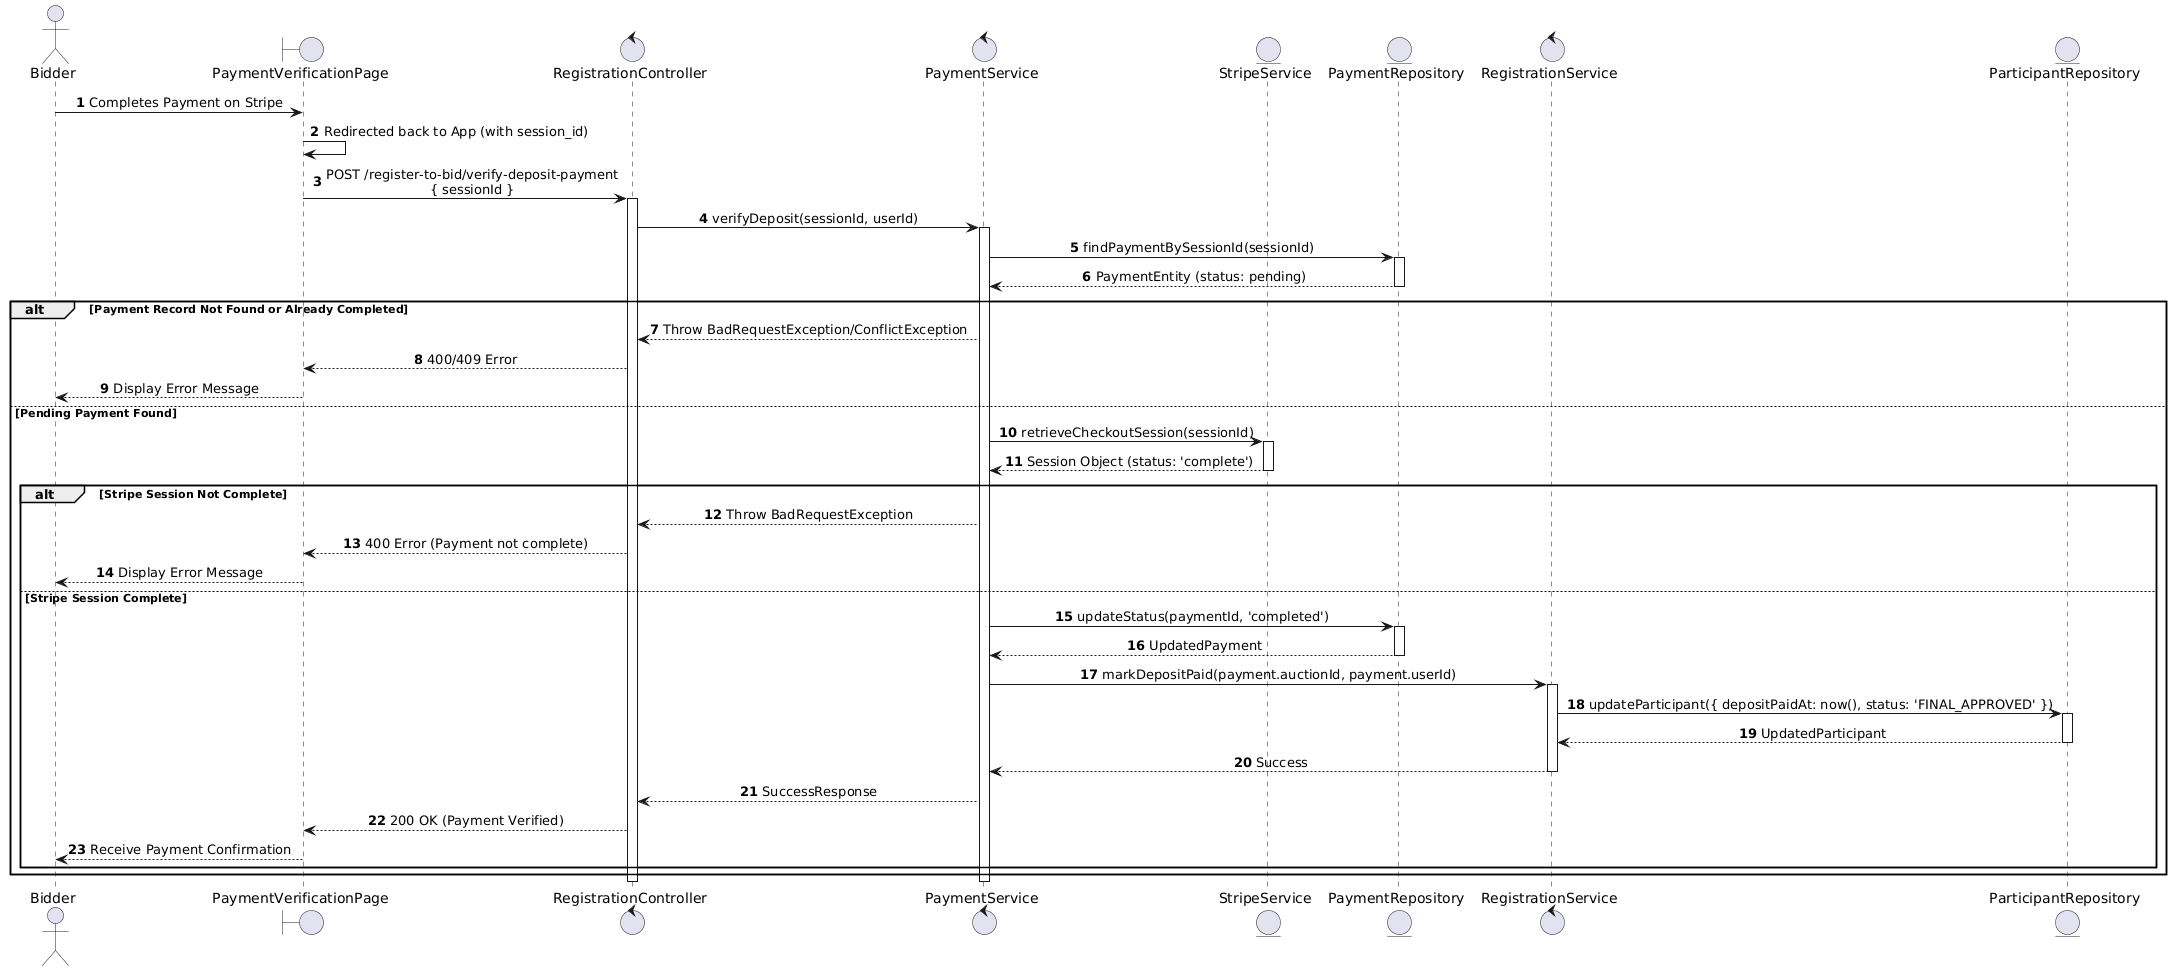 Bidder
PaymentVerificationPage
RegistrationController
PaymentService
StripeService
PaymentRepository
RegistrationService
ParticipantRepository
1 Completes Payment on Stripe
2 Redirected back to App (with session_id)
3 POST /register-to-bid/verify-deposit-payment
{ sessionId }
4 verifyDeposit(sessionId, userId)
5 findPaymentBySessionId(sessionId)
6 PaymentEntity (status: pending)
alt [Payment Record Not Found or Already Completed]
7 Throw BadRequestException/ConflictException
8 400/409 Error
9 Display Error Message
[Pending Payment Found]
10 retrieveCheckoutSession(sessionId)
11 Session Object (status: 'complete')
alt [Stripe Session Not Complete]
12 Throw BadRequestException
13 400 Error (Payment not complete)
14 Display Error Message
[Stripe Session Complete]
15 updateStatus(paymentId, 'completed')
16 UpdatedPayment
17 markDepositPaid(payment.auctionId, payment.userId)
18 updateParticipant({ depositPaidAt: now(), status: 'FINAL_APPROVED' })
19 UpdatedParticipant
20 Success
21 SuccessResponse
22 200 OK (Payment Verified)
23 Receive Payment Confirmation
Bidder
PaymentVerificationPage
RegistrationController
PaymentService
StripeService
PaymentRepository
RegistrationService
ParticipantRepository